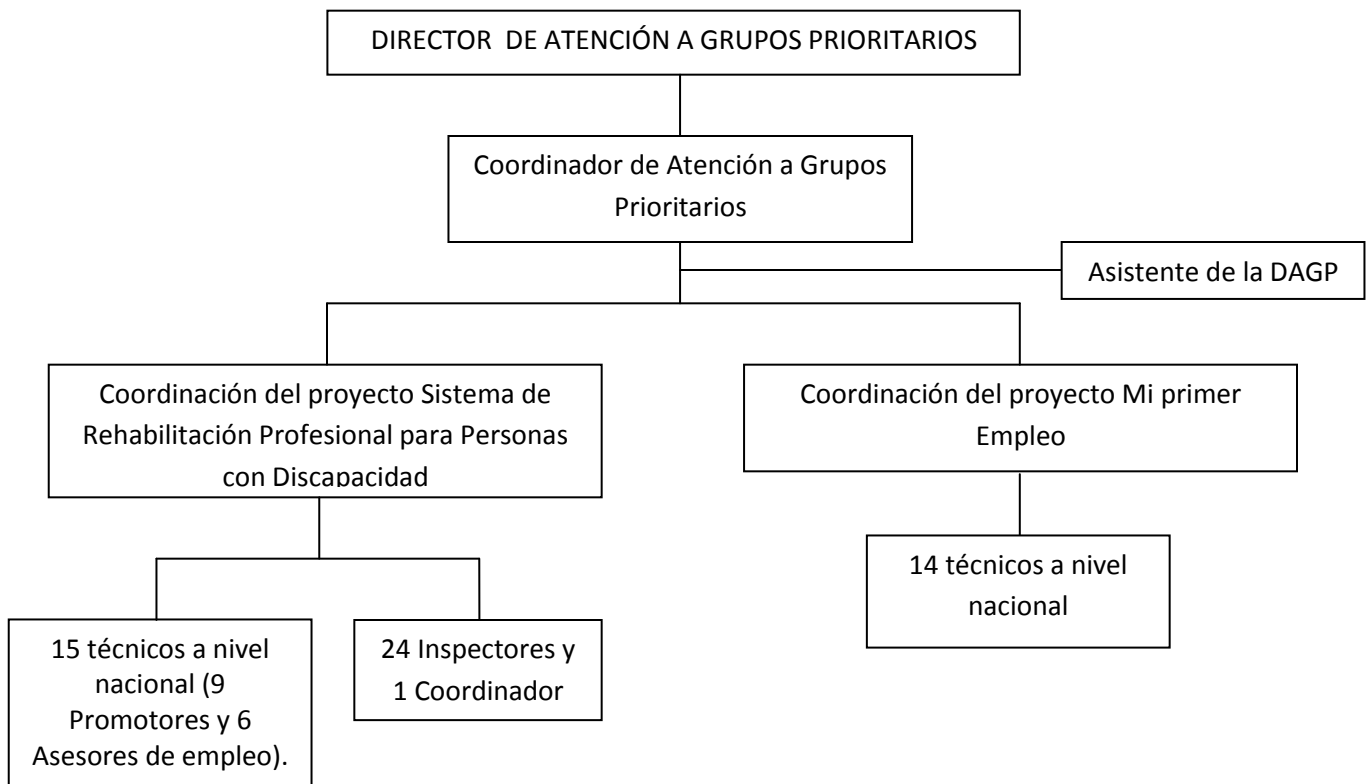 DIRECTOR DE ATENCIÓN A GRUPOS PRIORITARIOS
Coordinador de Atención a Grupos
Prioritarios
Asistente de la DAGP
Coordinación del proyecto Sistema de
Rehabilitación Profesional para Personas
con Discapacidad
Coordinación del proyecto Mi primer
Empleo
14 técnicos a nivel
nacional
15 técnicos a nivel
nacional (9
Promotores y 6
Asesores de empleo).
24 Inspectores y
1 Coordinador